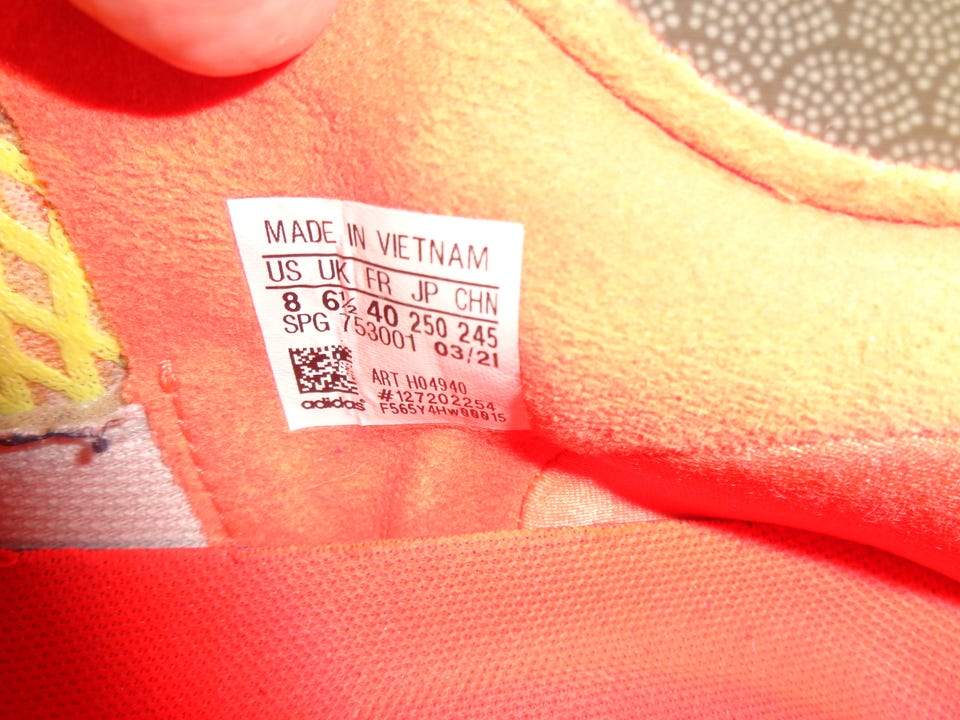 MADE IN VIETNAM
US UK FR JP CHN
8 6½ 40 250 245
SPG 753001 03/21
ART H04940
#127202254
F565Y4HW00015
adidas